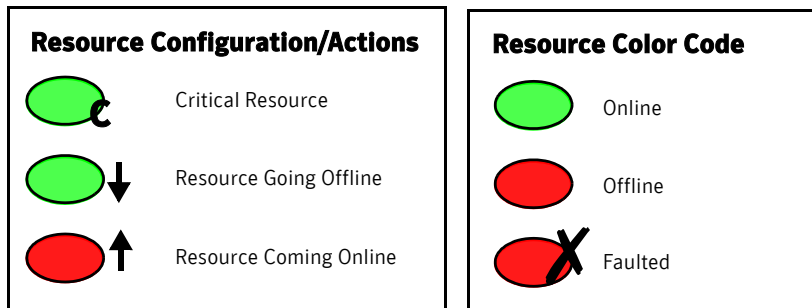 Resource Configuration/Actions
C
Critical Resource
Resource Going Offline
Resource Coming Online
Resource Color Code
Online
Offline
X
Faulted